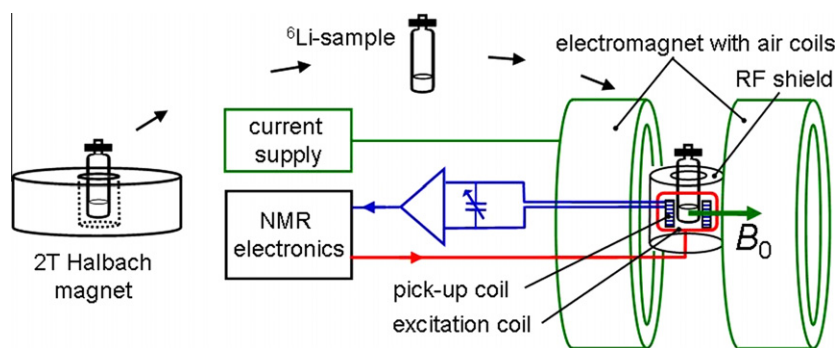 ⁶Li-sample
electromagnet with air coils
RF shield
current
supply
NMR
electronics
2T Halbach
magnet
B₀
pick-up coil
excitation coil